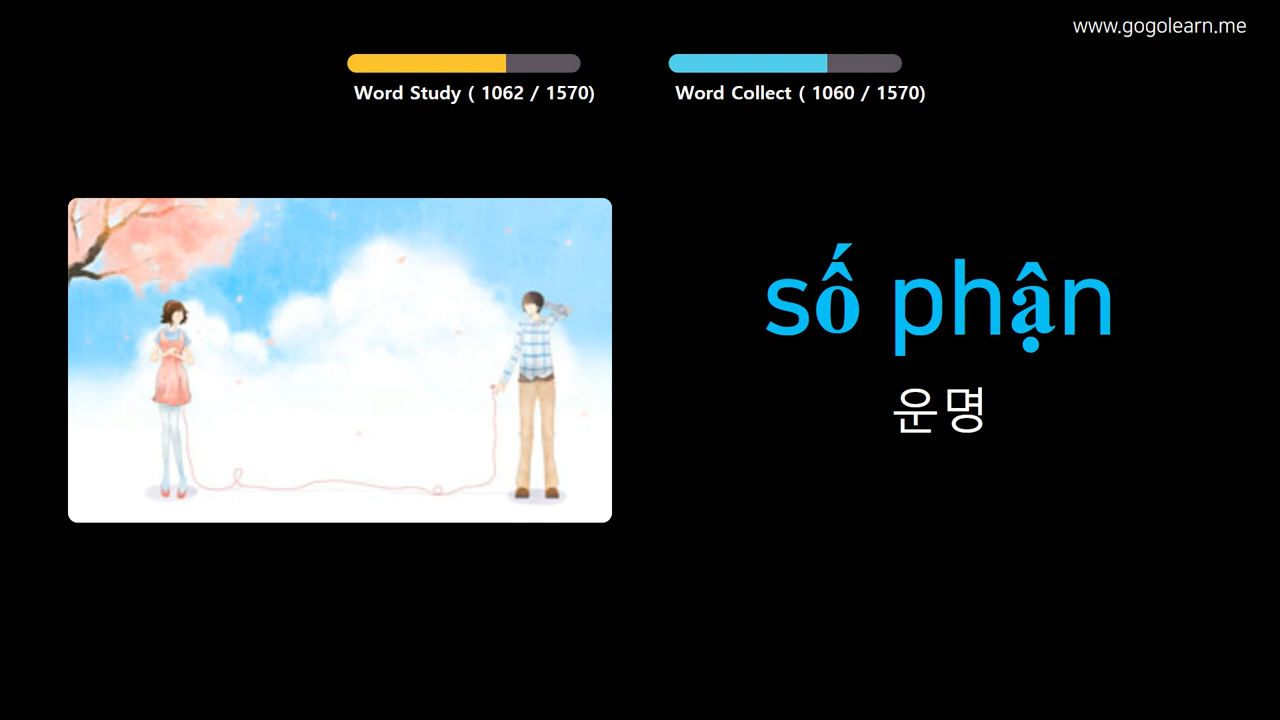 www.gogolearn.me
Word Study ( 1062 / 1570)
Word Collect ( 1060 / 1570)
số phận
운명